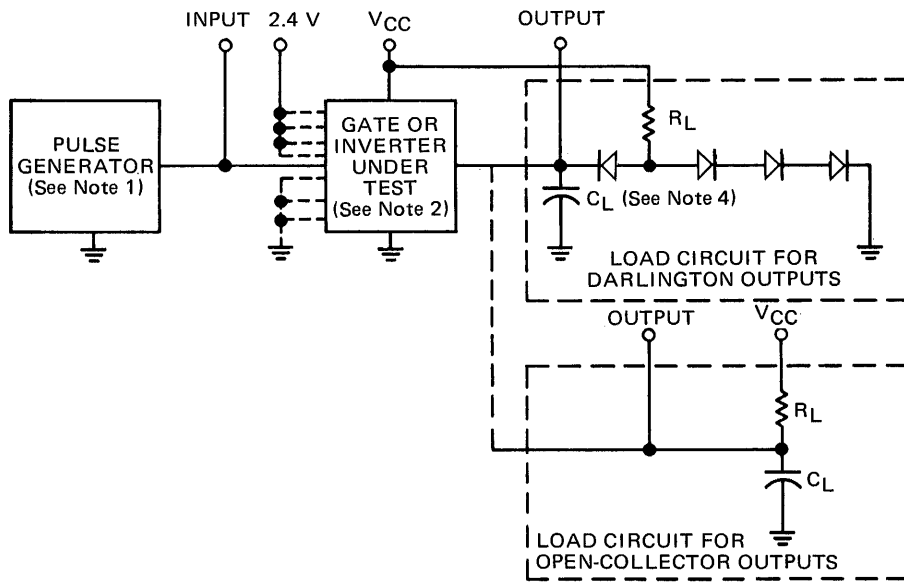 INPUT
2.4 V
VCC
OUTPUT
PULSE
GENERATOR
(See Note 1)
GATE OR
INVERTER
UNDER
TEST
(See Note 2)
RL
CL (See Note 4)
LOAD CIRCUIT FOR
DARLINGTON OUTPUTS
OUTPUT
VCC
RL
CL
LOAD CIRCUIT FOR
OPEN-COLLECTOR OUTPUTS